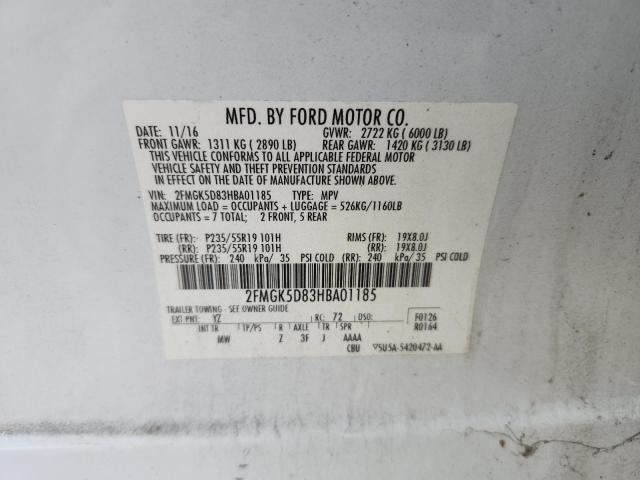 MFD. BY FORD MOTOR CO.
DATE: 11/16 GVWR: 2722 KG ( 6000 LB)
FRONT GAWR: 1311 KG ( 2890 LB) REAR GAWR: 1420 KG ( 3130 LB)
THIS VEHICLE CONFORMS TO ALL APPLICABLE FEDERAL MOTOR
VEHICLE SAFETY AND THEFT PREVENTION STANDARDS
IN EFFECT ON THE DATE OF MANUFACTURE SHOWN ABOVE.
VIN: 2FMGK5D83HBA01185 TYPE: MPV
MAXIMUM LOAD = OCCUPANTS + LUGGAGE = 526KG/1160LB
OCCUPANTS = 7 TOTAL; 2 FRONT, 5 REAR
TIRE (FR): P235/55R19 101H RIMS (FR): 19X8.0J
(RR): P235/55R19 101H (RR): 19X8.0J
PRESSURE (FR): 240 kPa/ 35 PSI COLD (RR): 240 kPa/ 35 PSI COLD
2FMGK5D83HBA01185
TRAILER TOWING - SEE OWNER GUIDE
EXT PNT: YZ RC: 72 DSO: F0126
INT TR TP/PS R AXLE TR SPR R0164
MW Z 3F J AAAA
CBU 5U5A-5420472-AA